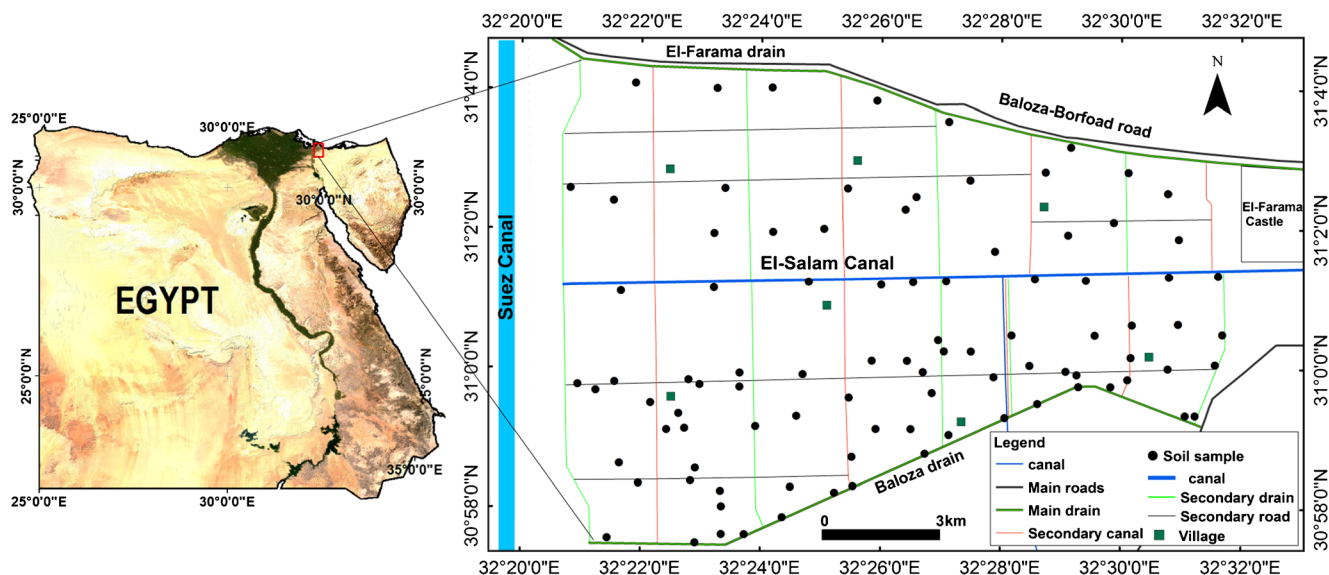 25°0'0"E
30°0'0"E
30°0'0"N
30°0'0"N
30°0'0"N
EGYPT
25°0'0"N
25°0'0"N
35°0'0"E
25°0'0"E
30°0'0"E
32°20'0"E 32°22'0"E 32°24'0"E 32°26'0"E 32°28'0"E 32°30'0"E 32°32'0"E
31°4'0"N
31°2'0"N
31°0'0"N
30°58'0"N
El-Farama drain
N
Baloza-Borfoad road
El-Farama
Castle
Suez Canal
El-Salam Canal
Baloza drain
0 3km
Legend
canal
Main roads
Main drain
Secondary canal
Soil sample
canal
Secondary drain
Secondary road
Village
31°4'0"N
31°2'0"N
31°0'0"N
30°58'0"N
32°20'0"E 32°22'0"E 32°24'0"E 32°26'0"E 32°28'0"E 32°30'0"E 32°32'0"E